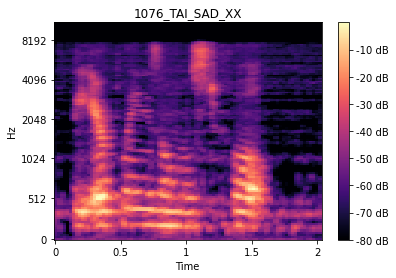 1076_TAI_SAD_XX
8192
4096
2048
1024
512
0
Hz
0
0.5
1
1.5
2
Time
-10 dB
-20 dB
-30 dB
-40 dB
-50 dB
-60 dB
-70 dB
-80 dB